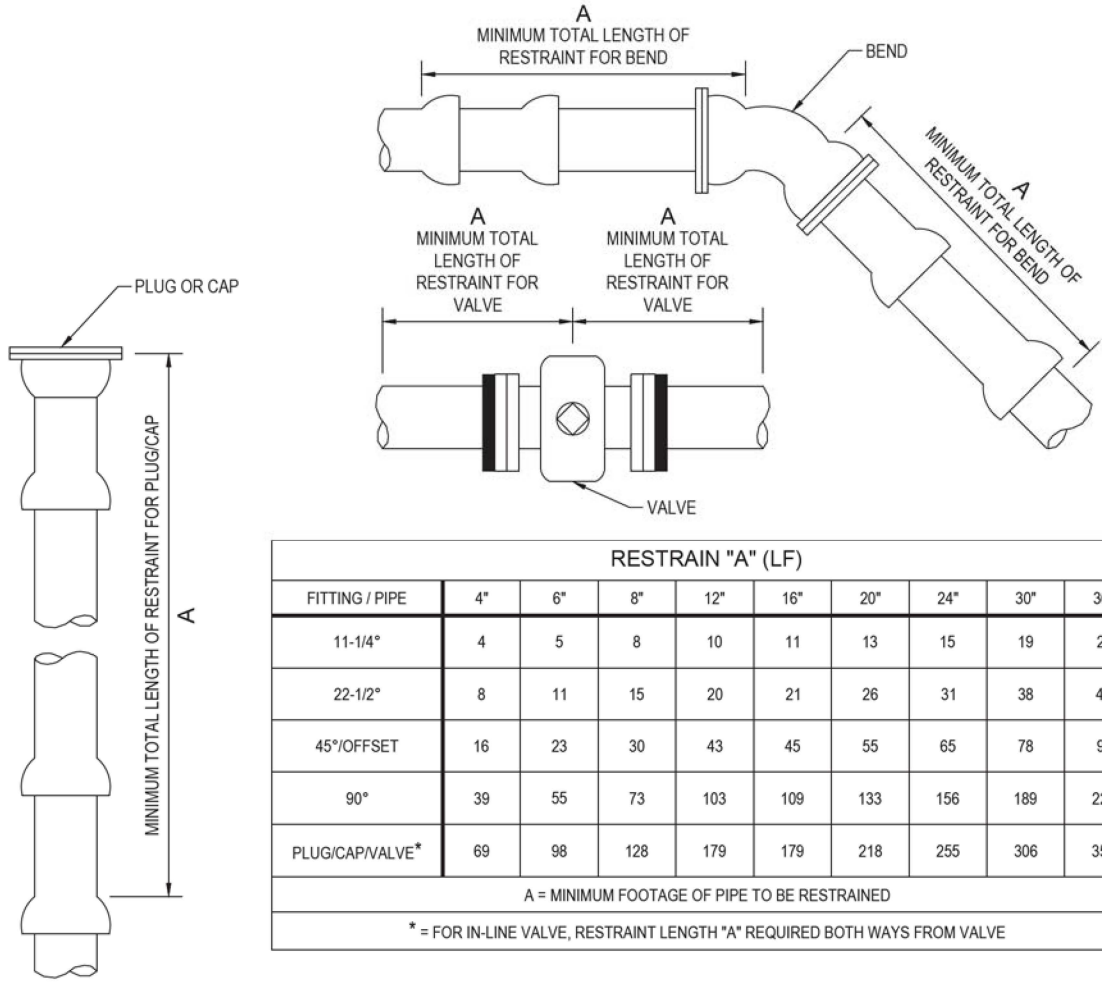 A
MINIMUM TOTAL LENGTH OF
RESTRAINT FOR BEND
BEND
A
MINIMUM TOTAL LENGTH OF
RESTRAINT FOR BEND
A
MINIMUM TOTAL
LENGTH OF
RESTRAINT FOR
VALVE
A
MINIMUM TOTAL
LENGTH OF
RESTRAINT FOR
VALVE
VALVE
PLUG OR CAP
MINIMUM TOTAL LENGTH OF RESTRAINT FOR PLUG/CAP
A
RESTRAIN "A" (LF)
FITTING / PIPE 4" 6" 8" 12" 16" 20" 24" 30"
11-1/4° 4 5 8 10 11 13 15 19
22-1/2° 8 11 15 20 21 26 31 38
45°/OFFSET 16 23 30 43 45 55 65 78
90° 39 55 73 103 109 133 156 189
PLUG/CAP/VALVE* 69 98 128 179 179 218 255 306
A = MINIMUM FOOTAGE OF PIPE TO BE RESTRAINED
* = FOR IN-LINE VALVE, RESTRAINT LENGTH "A" REQUIRED BOTH WAYS FROM VALVE